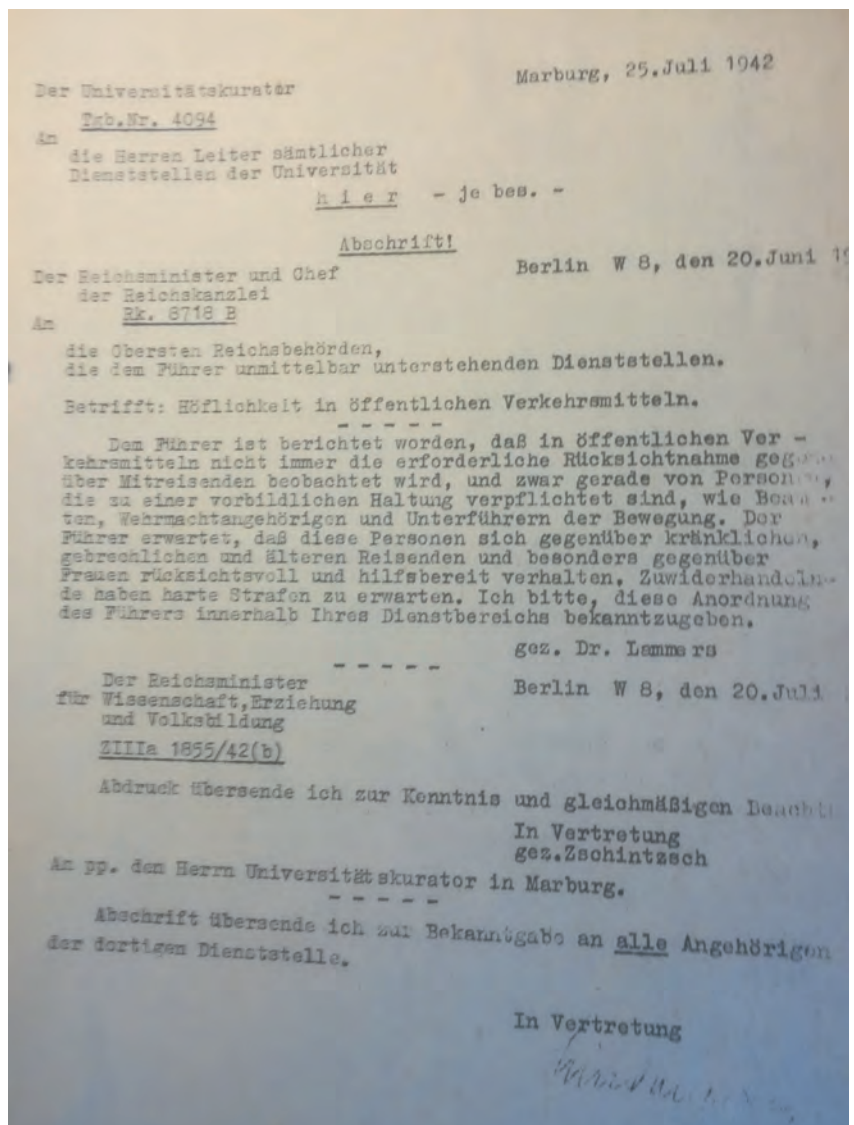 Marburg, 25.Juli 1942
Der Universitätskurator
Tgb.Nr. 4094
An
die Herren Leiter sämtlicher
Dienststellen der Universität
h i e r - je bes. -
Abschrift!
Berlin W 8, den 20.Juni 19
Der Reichsminister und Chef
der Reichskanzlei
Rk. 8718 B
An
die Obersten Reichsbehörden,
die dem Führer unmittelbar unterstehenden Dienststellen.
Betrifft: Höflichkeit in öffentlichen Verkehrsmitteln.
- - - - -
Dem Führer ist berichtet worden, daß in öffentlichen Ver -
kehrsmitteln nicht immer die erforderliche Rücksichtnahme gegen
über Mitreisenden beobachtet wird, und zwar gerade von Personen,
die zu einer vorbildlichen Haltung verpflichtet sind, wie Beam -
ten, Wehrmachtangehörigen und Unterführern der Bewegung. Der
Führer erwartet, daß diese Personen sich gegenüber kränklichen,
gebrechlichen und älteren Reisenden und besonders gegenüber
Frauen rücksichtsvoll und hilfsbereit verhalten. Zuwiderhandeln-
de haben harte Strafen zu erwarten. Ich bitte, diese Anordnung
des Führers innerhalb Ihres Dienstbereichs bekanntzugeben.
gez. Dr. Lammers
- - - - -
Der Reichsminister
für Wissenschaft,Erziehung
und Volksbildung
Berlin W 8, den 20.Juli
ZIIIa 1855/42(b)
Abdruck übersende ich zur Kenntnis und gleichmäßigen
In Vertretung
gez.Zschintzsch
An pp. den Herrn Universitätskurator in Marburg.
- - - - -
Abschrift übersende ich zur Bekanntgabe an alle Angehörigen
der dortigen Dienststelle.
In Vertretung